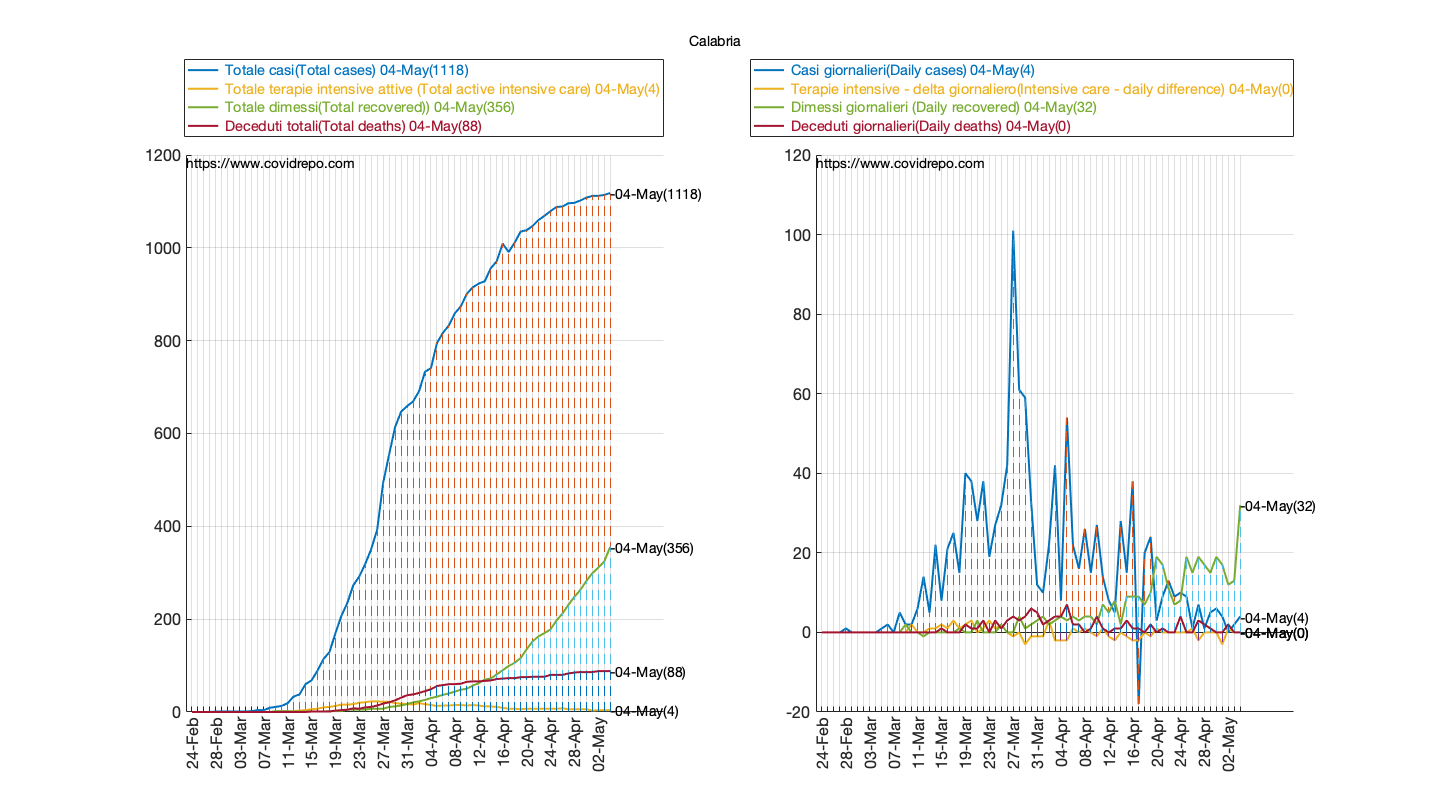 Calabria
Totale casi(Total cases) 04-May(1118)
Totale terapie intensive attive (Total active intensive care) 04-May(4)
Totale dimessi(Total recovered)) 04-May(356)
Deceduti totali(Total deaths) 04-May(88)
1200
1000
800
600
400
200
0
https://www.covidrepo.com
04-May(1118)
04-May(356)
04-May(88)
04-May(4)
24-Feb
28-Feb
03-Mar
07-Mar
11-Mar
15-Mar
19-Mar
23-Mar
27-Mar
31-Mar
04-Apr
08-Apr
12-Apr
16-Apr
20-Apr
24-Apr
28-Apr
02-May
Casi giornalieri(Daily cases) 04-May(4)
Terapie intensive - delta giornaliero(Intensive care - daily difference) 04-May(0)
Dimessi giornalieri (Daily recovered) 04-May(32)
Deceduti giornalieri(Daily deaths) 04-May(0)
120
100
80
60
40
20
0
-20
https://www.covidrepo.com
04-May(32)
04-May(4)
04-May(0)
24-Feb
28-Feb
03-Mar
07-Mar
11-Mar
15-Mar
19-Mar
23-Mar
27-Mar
31-Mar
04-Apr
08-Apr
12-Apr
16-Apr
20-Apr
24-Apr
28-Apr
02-May